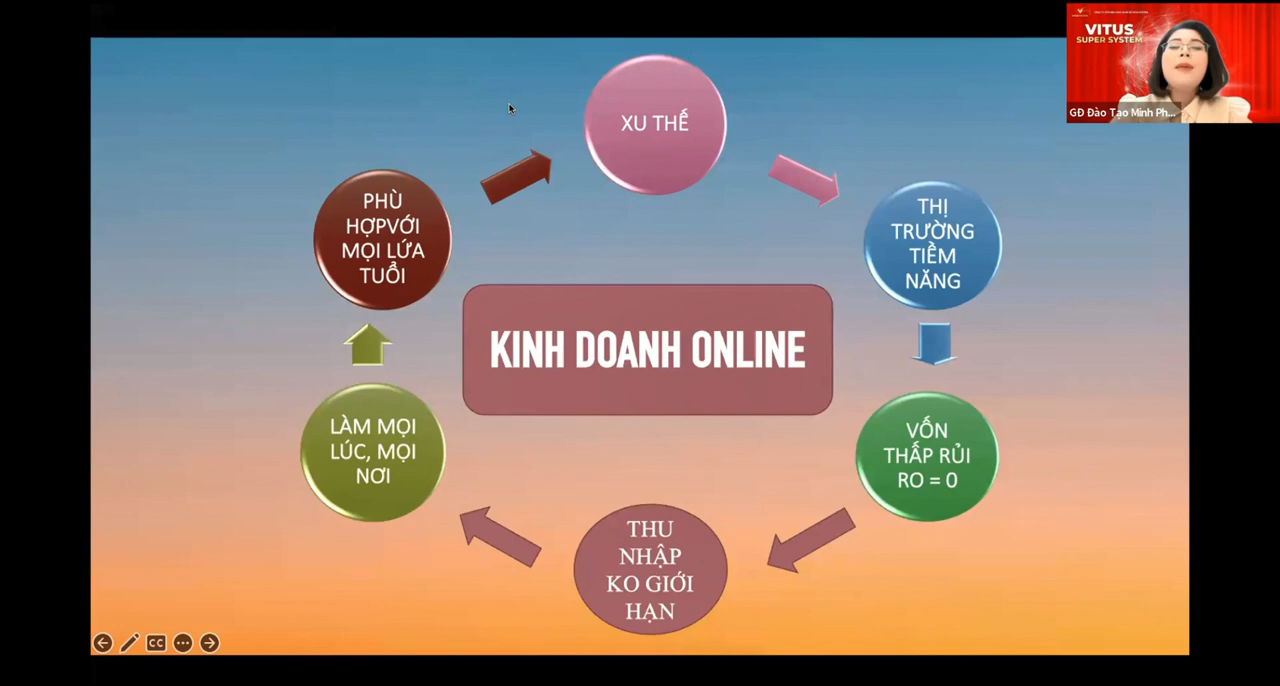 VITUS
SUPER SYSTEM
GĐ Đào Tạo Minh Ph...
XU THẾ
THỊ
TRƯỜNG
TIỀM
NĂNG
VỐN
THẤP RỦI
RO = 0
THU
NHẬP
KO GIỚI
HẠN
LÀM MỌI
LÚC, MỌI
NƠI
PHÙ
HỢPVỚI
MỌI LỨA
TUỔI
KINH DOANH ONLINE
CC